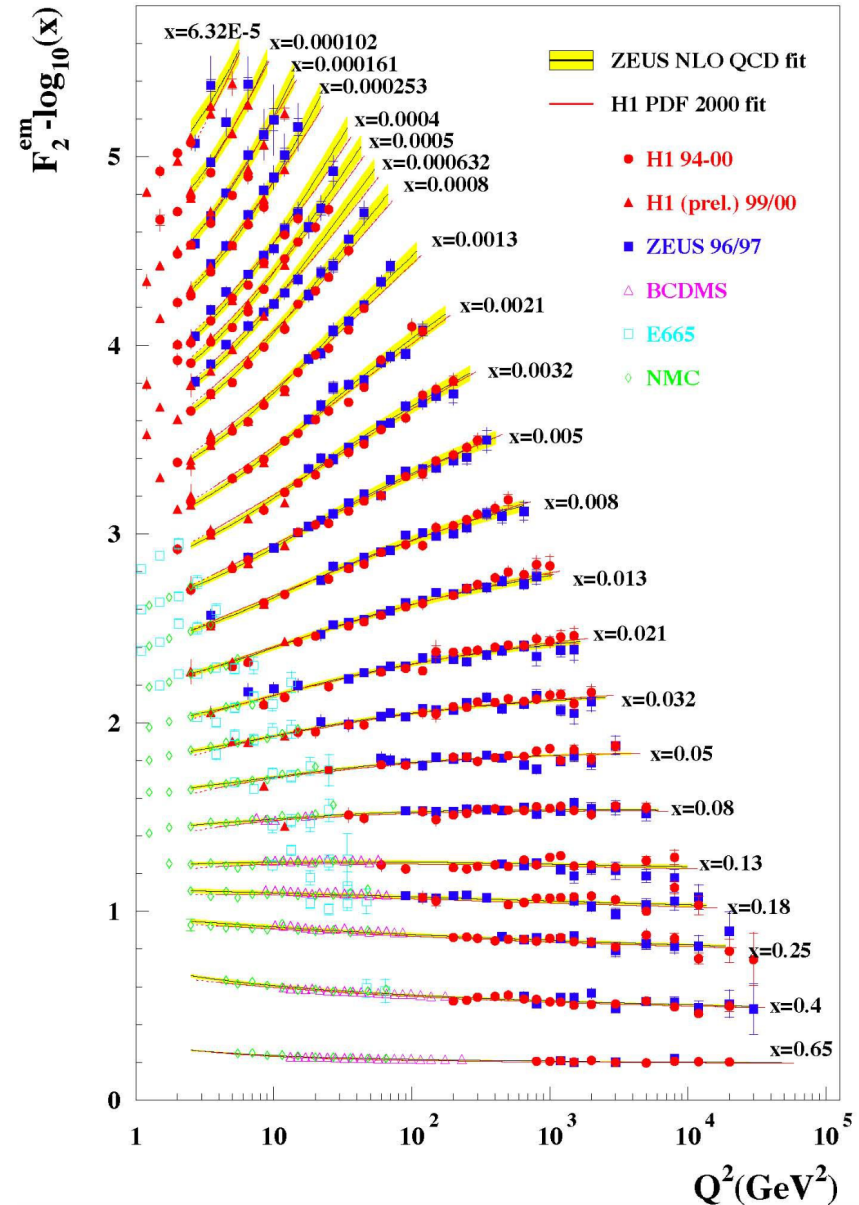 F₂ᵉᵐ-log₁₀(x)
x=6.32E-5
x=0.000102
x=0.000161
x=0.000253
x=0.0004
x=0.0005
x=0.000632
x=0.0008
x=0.0013
x=0.0021
x=0.0032
x=0.005
x=0.008
x=0.013
x=0.021
x=0.032
x=0.05
x=0.08
x=0.13
x=0.18
x=0.25
x=0.4
x=0.65
ZEUS NLO QCD fit
H1 PDF 2000 fit
H1 94-00
H1 (prel.) 99/00
ZEUS 96/97
BCDMS
E665
NMC
5
4
3
2
1
0
1 10 10² 10³ 10⁴ 10⁵
Q²(GeV²)